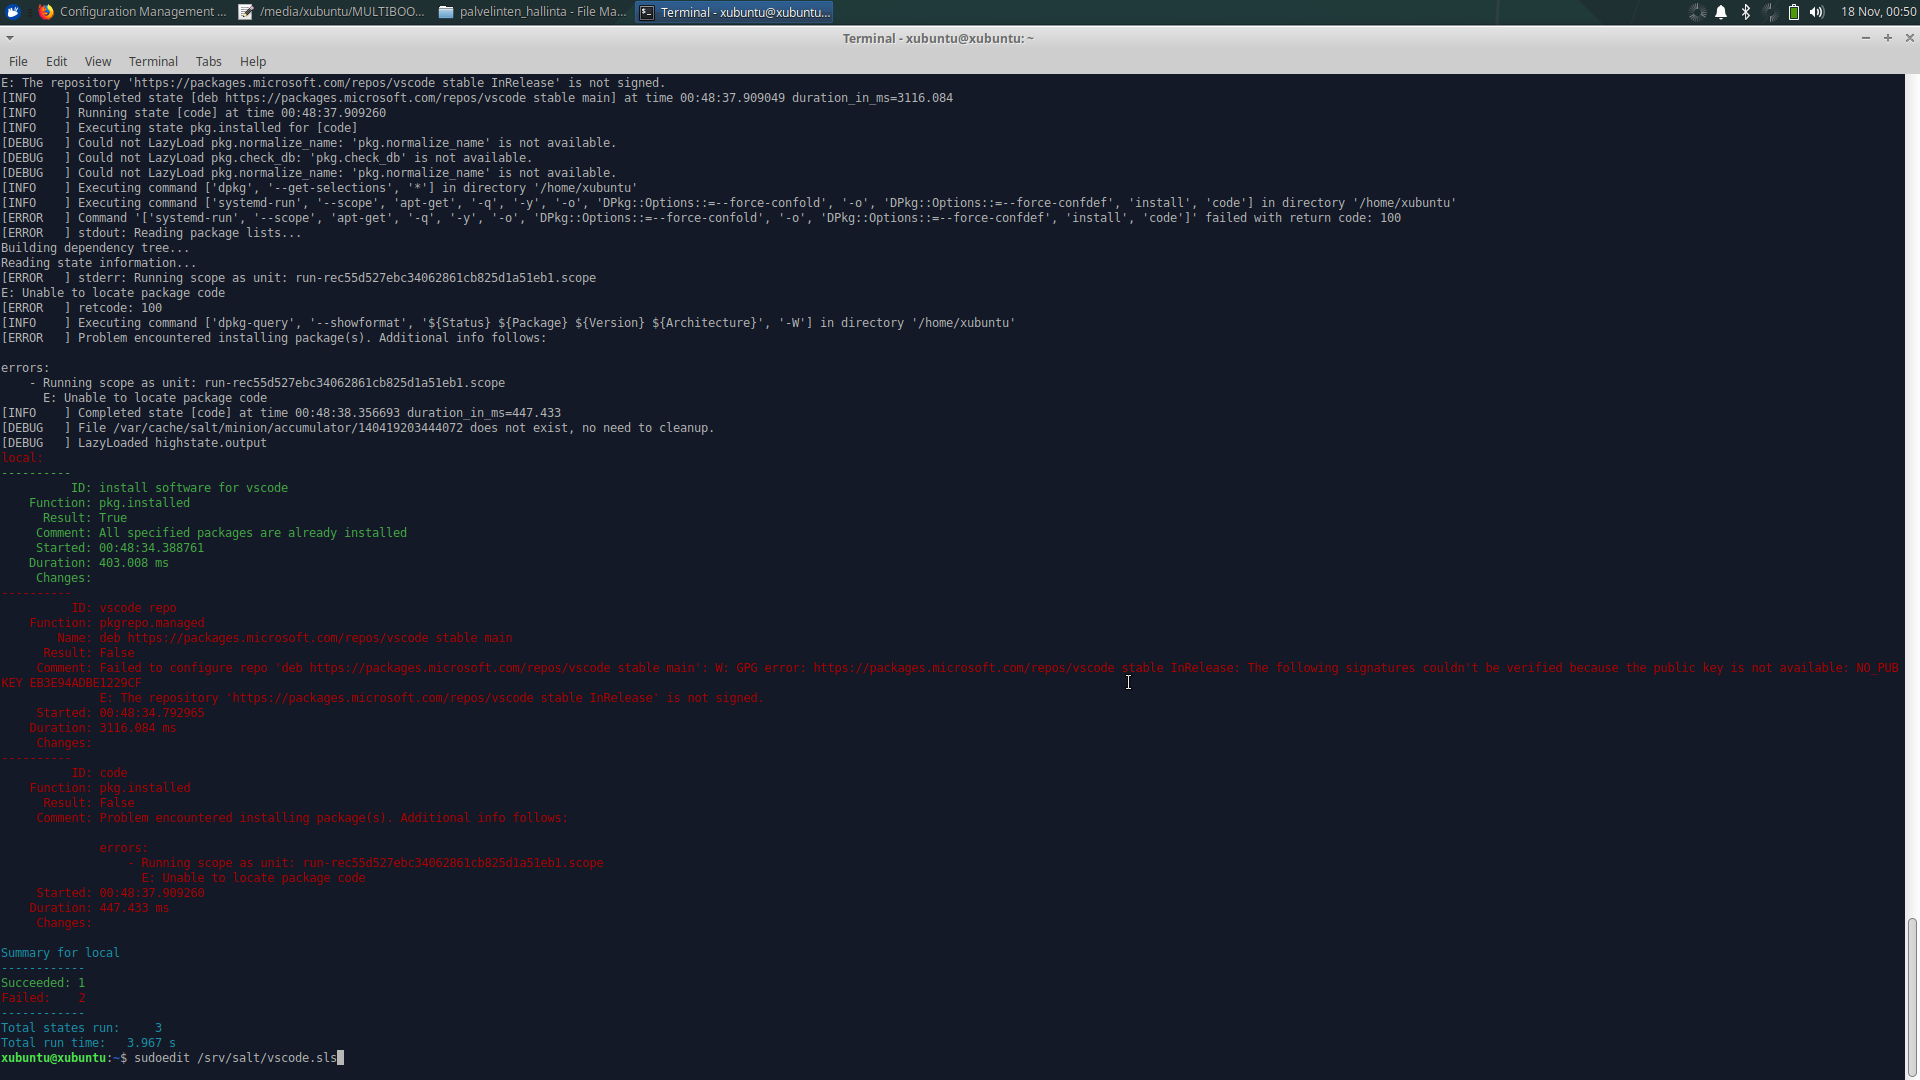 Configuration Management ...
/media/xubuntu/MULTIBOO...
palvelinten_hallinta - File Ma...
Terminal - xubuntu@xubuntu...
18 Nov, 00:50
Terminal - xubuntu@xubuntu: ~
File Edit View Terminal Tabs Help
E: The repository 'https://packages.microsoft.com/repos/vscode stable InRelease' is not signed.
[INFO    ] Completed state [deb https://packages.microsoft.com/repos/vscode stable main] at time 00:48:37.909049 duration_in_ms=3116.084
[INFO    ] Running state [code] at time 00:48:37.909260
[INFO    ] Executing state pkg.installed for [code]
[DEBUG   ] Could not LazyLoad pkg.normalize_name: 'pkg.normalize_name' is not available.
[DEBUG   ] Could not LazyLoad pkg.check_db: 'pkg.check_db' is not available.
[DEBUG   ] Could not LazyLoad pkg.normalize_name: 'pkg.normalize_name' is not available.
[INFO    ] Executing command ['dpkg', '--get-selections', '*'] in directory '/home/xubuntu'
[INFO    ] Executing command ['systemd-run', '--scope', 'apt-get', '-q', '-y', '-o', 'DPkg::Options::=--force-confold', '-o', 'DPkg::Options::=--force-confdef', 'install', 'code'] in directory '/home/xubuntu'
[ERROR   ] Command '['systemd-run', '--scope', 'apt-get', '-q', '-y', '-o', 'DPkg::Options::=--force-confold', '-o', 'DPkg::Options::=--force-confdef', 'install', 'code']' failed with return code: 100
[ERROR   ] stdout: Reading package lists...
Building dependency tree...
Reading state information...
[ERROR   ] stderr: Running scope as unit: run-rec55d527ebc34062861cb825d1a51eb1.scope
E: Unable to locate package code
[ERROR   ] retcode: 100
[INFO    ] Executing command ['dpkg-query', '--showformat', '${Status} ${Package} ${Version} ${Architecture}', '-W'] in directory '/home/xubuntu'
[ERROR   ] Problem encountered installing package(s). Additional info follows:
errors:
    - Running scope as unit: run-rec55d527ebc34062861cb825d1a51eb1.scope
      E: Unable to locate package code
[INFO    ] Completed state [code] at time 00:48:38.356693 duration_in_ms=447.433
[DEBUG   ] File /var/cache/salt/minion/accumulator/140419203444072 does not exist, no need to cleanup.
[DEBUG   ] LazyLoaded highstate.output
local:
----------
          ID: install software for vscode
    Function: pkg.installed
      Result: True
     Comment: All specified packages are already installed
     Started: 00:48:34.388761
    Duration: 403.008 ms
     Changes:
----------
          ID: vscode repo
    Function: pkgrepo.managed
        Name: deb https://packages.microsoft.com/repos/vscode stable main
      Result: False
     Comment: Failed to configure repo 'deb https://packages.microsoft.com/repos/vscode stable main': W: GPG error: https://packages.microsoft.com/repos/vscode stable InRelease: The following signatures couldn't be verified because the public key is not available: NO_PUB
KEY EB3E94ADBE1229CF
              E: The repository 'https://packages.microsoft.com/repos/vscode stable InRelease' is not signed.
     Started: 00:48:34.792965
    Duration: 3116.084 ms
     Changes:
----------
          ID: code
    Function: pkg.installed
      Result: False
     Comment: Problem encountered installing package(s). Additional info follows:
              errors:
                  - Running scope as unit: run-rec55d527ebc34062861cb825d1a51eb1.scope
                    E: Unable to locate package code
     Started: 00:48:37.909260
    Duration: 447.433 ms
     Changes:
Summary for local
------------
Succeeded: 1
Failed:    2
------------
Total states run:     3
Total run time:   3.967 s
xubuntu@xubuntu:~$ sudoedit /srv/salt/vscode.sls